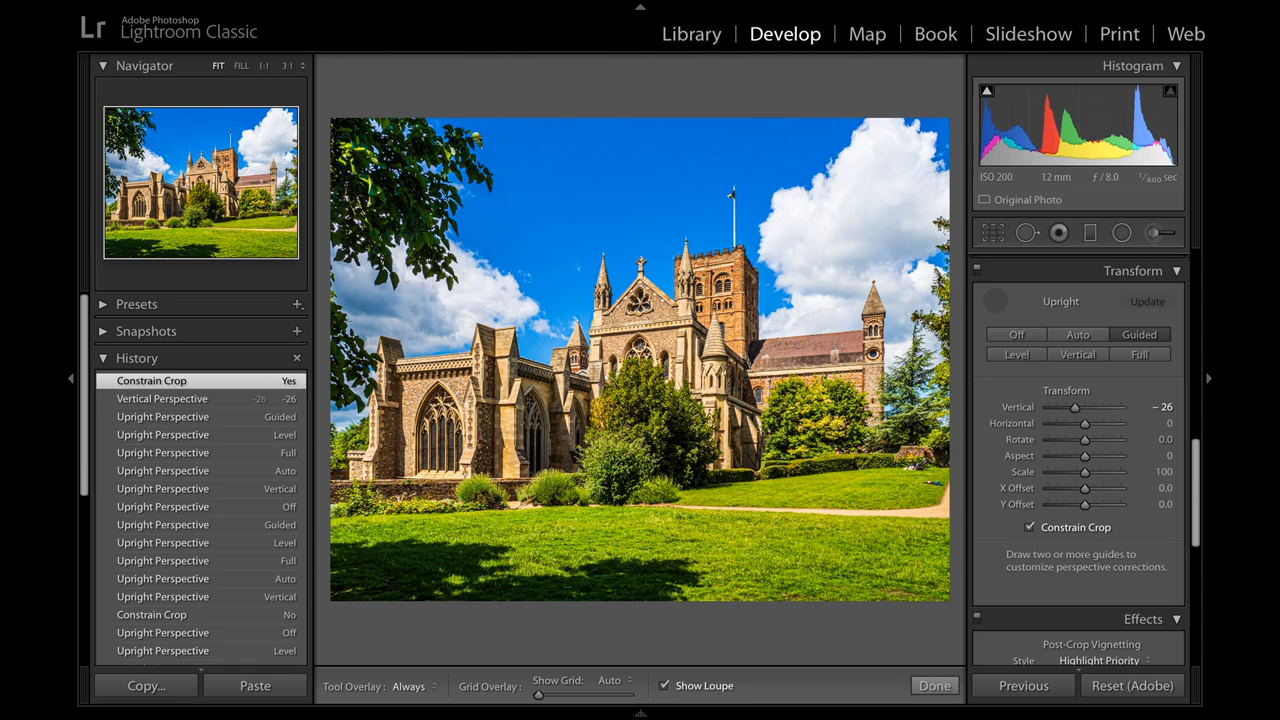 Lr
Adobe Photoshop
Lightroom Classic
Library | Develop | Map | Book | Slideshow | Print | Web
Navigator
FIT FILL 1:1 3:1
Presets
Snapshots
History
Constrain Crop Yes
Vertical Perspective -26 -26
Upright Perspective Guided
Upright Perspective Level
Upright Perspective Full
Upright Perspective Auto
Upright Perspective Vertical
Upright Perspective Off
Upright Perspective Guided
Upright Perspective Level
Upright Perspective Full
Upright Perspective Auto
Upright Perspective Vertical
Constrain Crop No
Upright Perspective Off
Upright Perspective Level
Copy... Paste
Tool Overlay : Always
Grid Overlay :
Show Grid: Auto
Show Loupe
Done
Histogram
ISO 200 12 mm ƒ / 8.0 1/800 sec
Original Photo
Transform
Upright Update
Off Auto Guided
Level Vertical Full
Transform
Vertical – 26
Horizontal 0
Rotate 0.0
Aspect 0
Scale 100
X Offset 0.0
Y Offset 0.0
Constrain Crop
Draw two or more guides to
customize perspective corrections.
Effects
Post-Crop Vignetting
Style Highlight Priority
Previous Reset (Adobe)